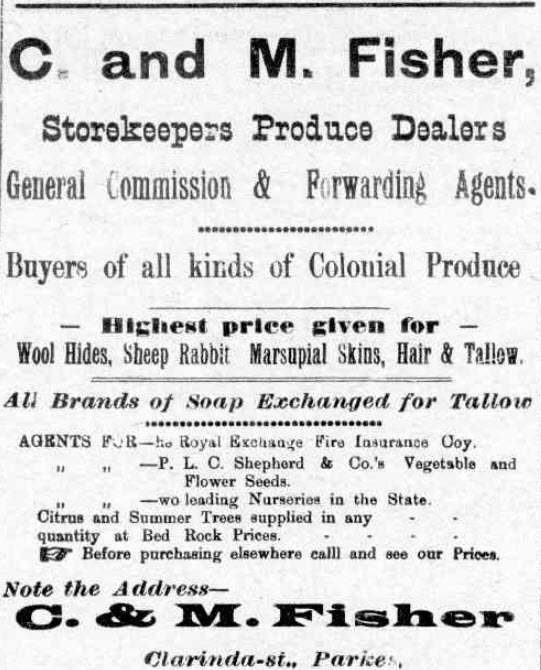 C. and M. Fisher,
Storekeepers Produce Dealers
General Commission & Forwarding Agents.
Buyers of all kinds of Colonial Produce
— Highest price given for —
Wool Hides, Sheep Rabbit Marsupial Skins, Hair & Tallow.
All Brands of Soap Exchanged for Tallow
AGENTS FOR—he Royal Exchange Fire Insurance Coy.
„ „ —P. L. C. Shepherd & Co.'s Vegetable and
Flower Seeds.
„ „ —wo leading Nurseries in the State.
Citrus and Summer Trees supplied in any - -
quantity at Bed Rock Prices. - - - -
☞ Before purchasing elsewhere calll and see our Prices.
Note the Address—
C. & M. Fisher
Clarinda-st., Parkes,